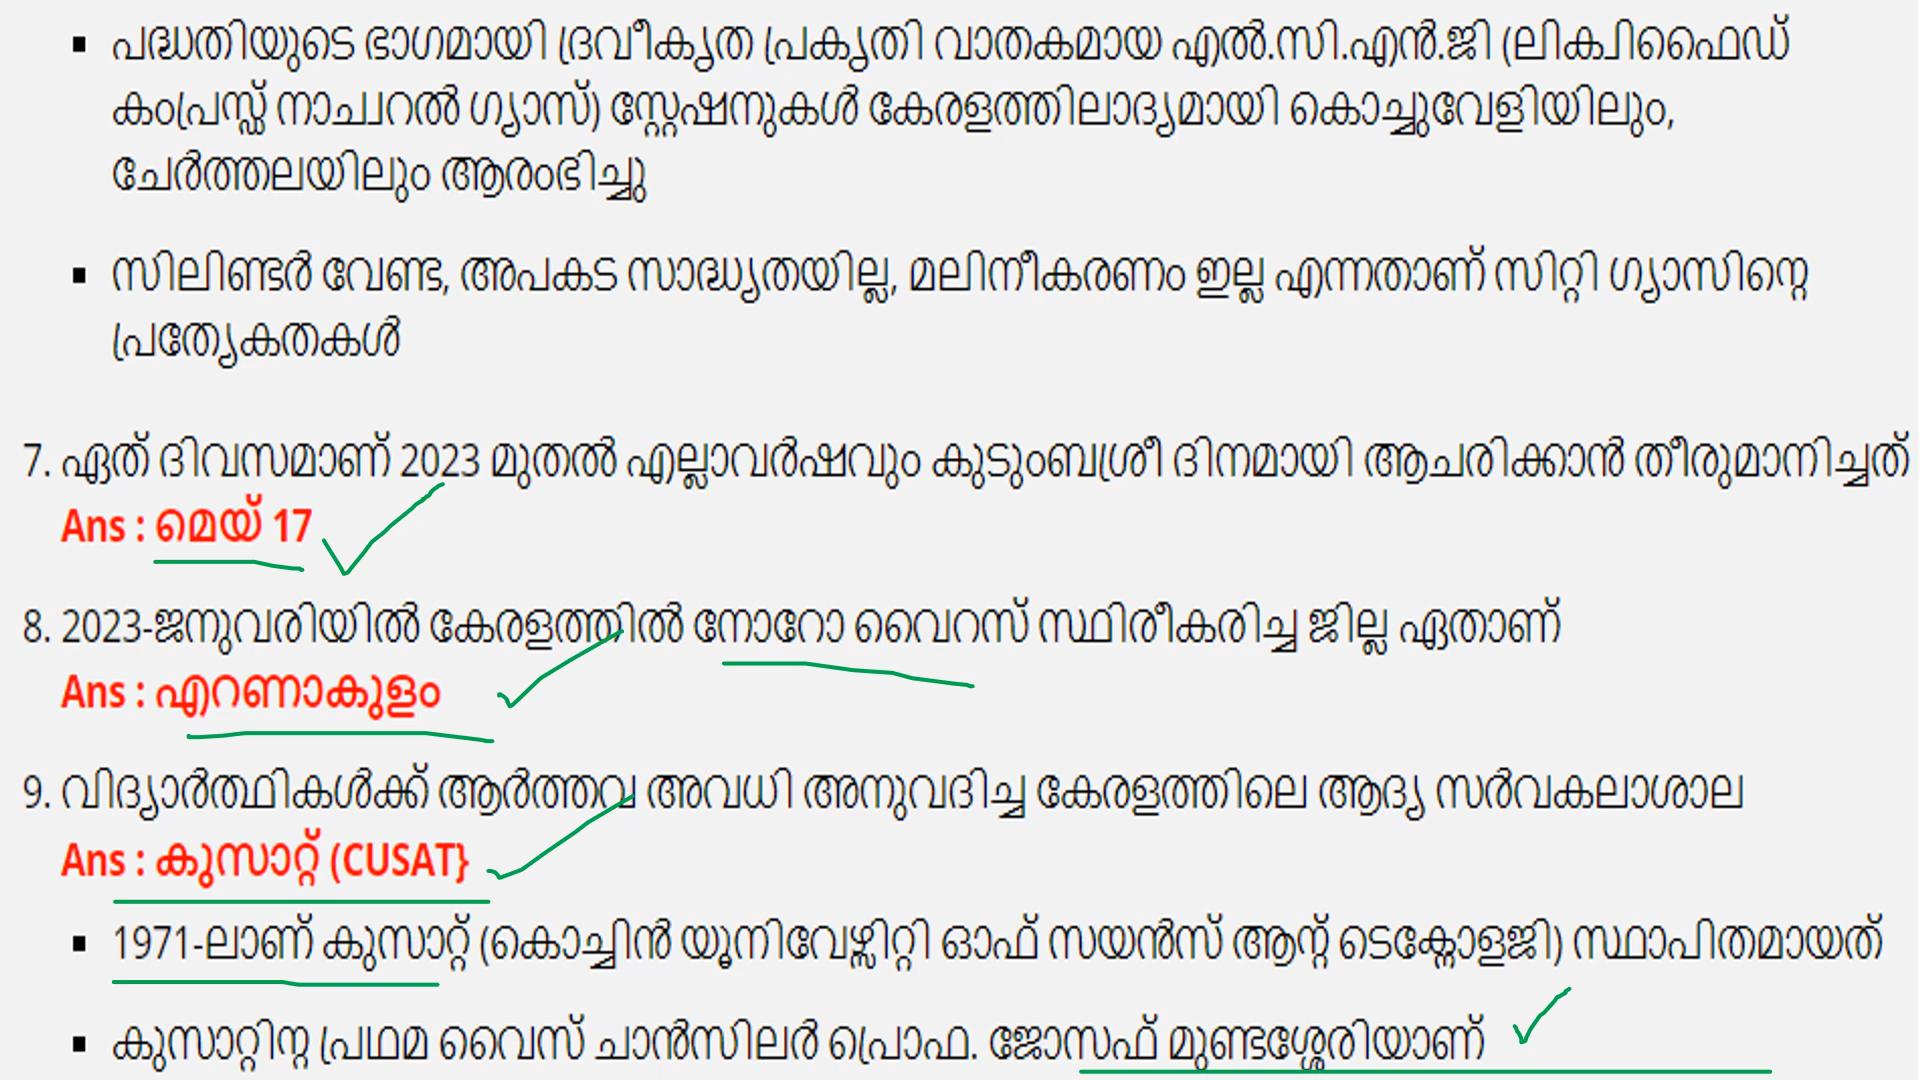 ▪ പദ്ധതിയുടെ ഭാഗമായി ദ്രവീകൃത പ്രകൃതി വാതകമായ എൽ.സി.എൻ.ജി (ലിക്വിഫൈഡ്
കംപ്രസ്ഡ് നാച്വറൽ ഗ്യാസ്) സ്റ്റേഷനുകൾ കേരളത്തിലാദ്യമായി കൊച്ചുവേളിയിലും,
ചേർത്തലയിലും ആരംഭിച്ചു
▪ സിലിണ്ടർ വേണ്ട, അപകട സാദ്ധ്യതയില്ല, മലിനീകരണം ഇല്ല എന്നതാണ് സിറ്റി ഗ്യാസിന്റെ
പ്രത്യേകതകൾ
7. ഏത് ദിവസമാണ് 2023 മുതൽ എല്ലാവർഷവും കുടുംബശ്രീ ദിനമായി ആചരിക്കാൻ തീരുമാനിച്ചത്
Ans : മെയ് 17
8. 2023-ജനുവരിയിൽ കേരളത്തിൽ നോറോ വൈറസ് സ്ഥിരീകരിച്ച ജില്ല ഏതാണ്
Ans : എറണാകുളം
9. വിദ്യാർത്ഥികൾക്ക് ആർത്തവ അവധി അനുവദിച്ച കേരളത്തിലെ ആദ്യ സർവകലാശാല
Ans : കുസാറ്റ് (CUSAT}
▪ 1971-ലാണ് കുസാറ്റ് (കൊച്ചിൻ യൂനിവേഴ്സിറ്റി ഓഫ് സയൻസ് ആന്റ് ടെക്നോളജി) സ്ഥാപിതമായത്
▪ കുസാറ്റിന്റ പ്രഥമ വൈസ് ചാൻസിലർ പ്രൊഫ. ജോസഫ് മുണ്ടശ്ശേരിയാണ്